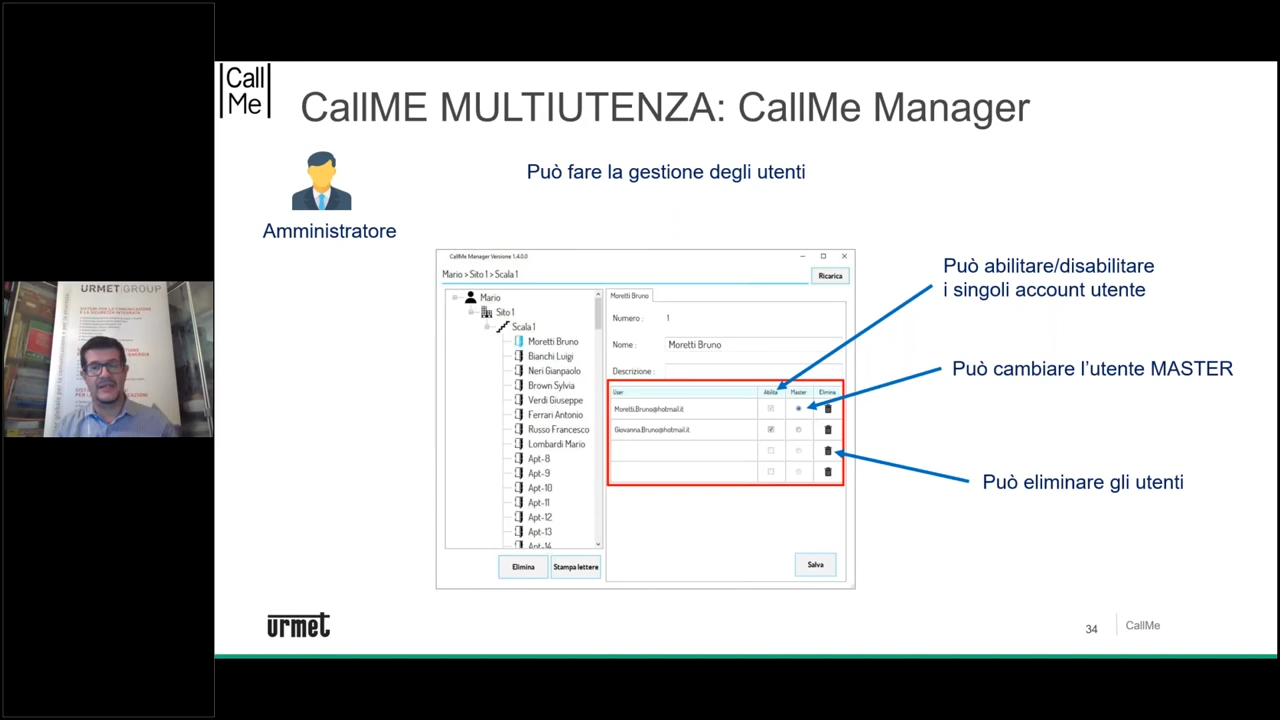 Call
Me
CallME MULTIUTENZA: CallMe Manager
Può fare la gestione degli utenti
Amministratore
CallMe Manager Versione 1.4.0.0
Mario > Sito 1 > Scala 1
Ricarica
Mario
Sito 1
Scala 1
Moretti Bruno
Bianchi Luigi
Neri Gianpaolo
Brown Sylvia
Verdi Giuseppe
Ferrari Antonio
Russo Francesco
Lombardi Mario
Apt-8
Apt-9
Apt-10
Apt-11
Apt-12
Apt-13
Apt-14
Elimina
Stampa lettere
Moretti Bruno
Numero : 1
Nome : Moretti Bruno
Descrizione :
User Abilita Master Elimina
Moretti.Bruno@hotmail.it
Giovanna.Bruno@hotmail.it
Salva
Può abilitare/disabilitare
i singoli account utente
Può cambiare l'utente MASTER
Può eliminare gli utenti
URMET GROUP
urmet
34
CallMe